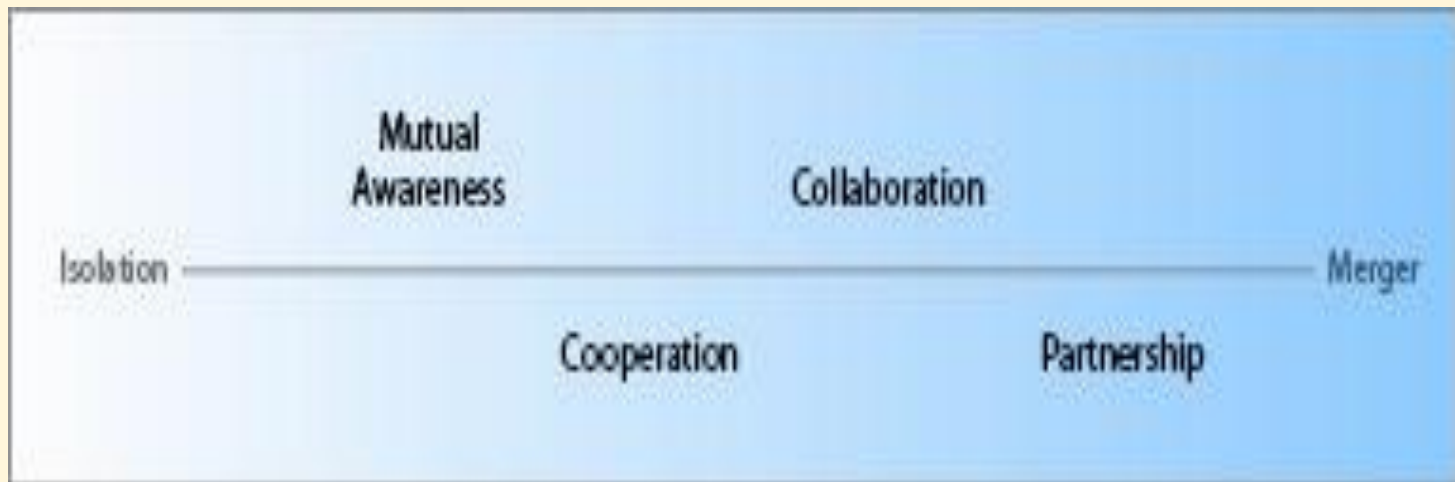 Mutual
Awareness
Collaboration
Isolation
Merger
Cooperation
Partnership